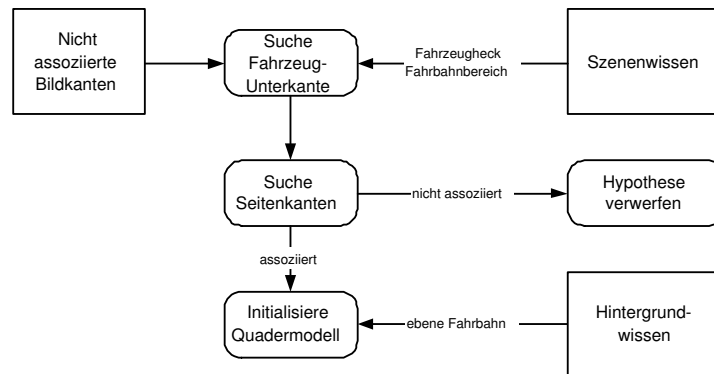 Nicht
assoziierte
Bildkanten
Suche
Fahrzeug-
Unterkante
Fahrzeugheck
Fahrbahnbereich
Szenenwissen
Suche
Seitenkanten
nicht assoziiert
Hypothese
verwerfen
assoziiert
Initialisiere
Quadermodell
ebene Fahrbahn
Hintergrund-
wissen